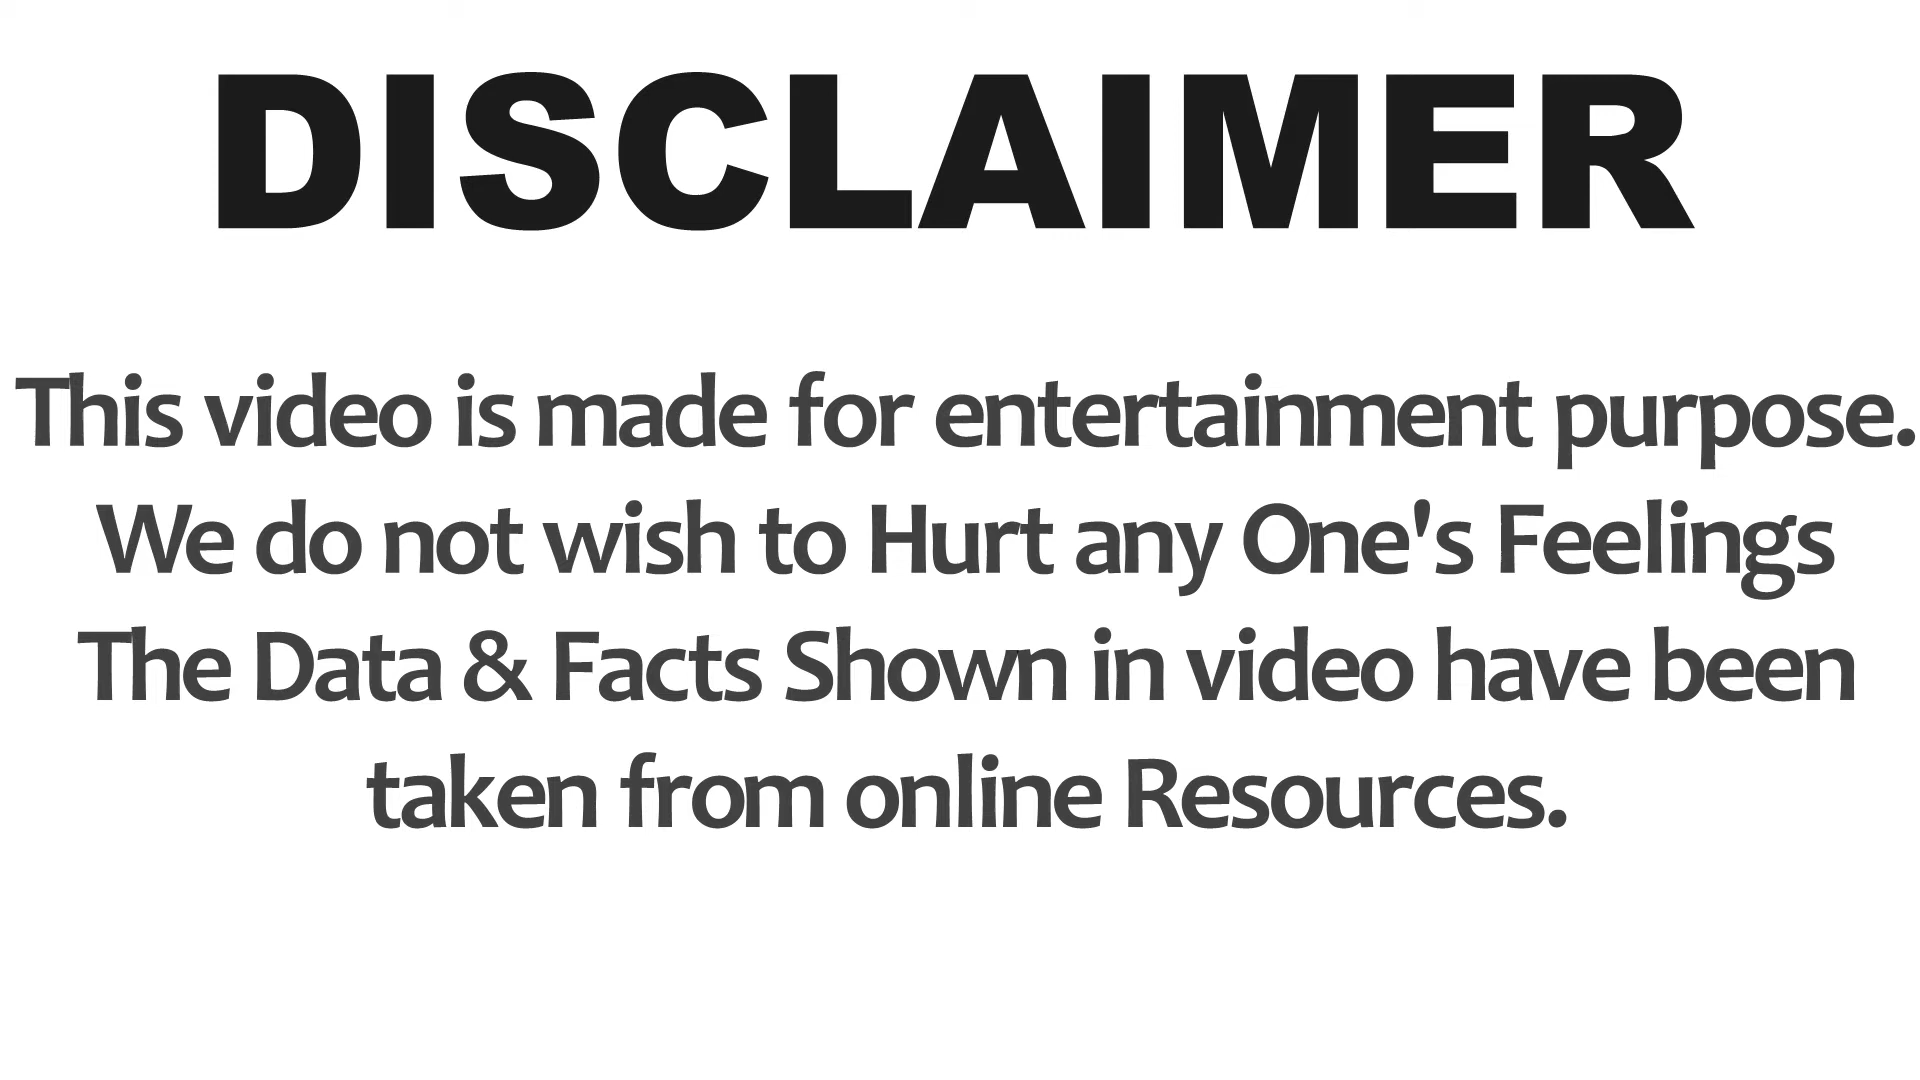 DISCLAIMER
This video is made for entertainment purpose.
We do not wish to Hurt any One's Feelings
The Data & Facts Shown in video have been
taken from online Resources.